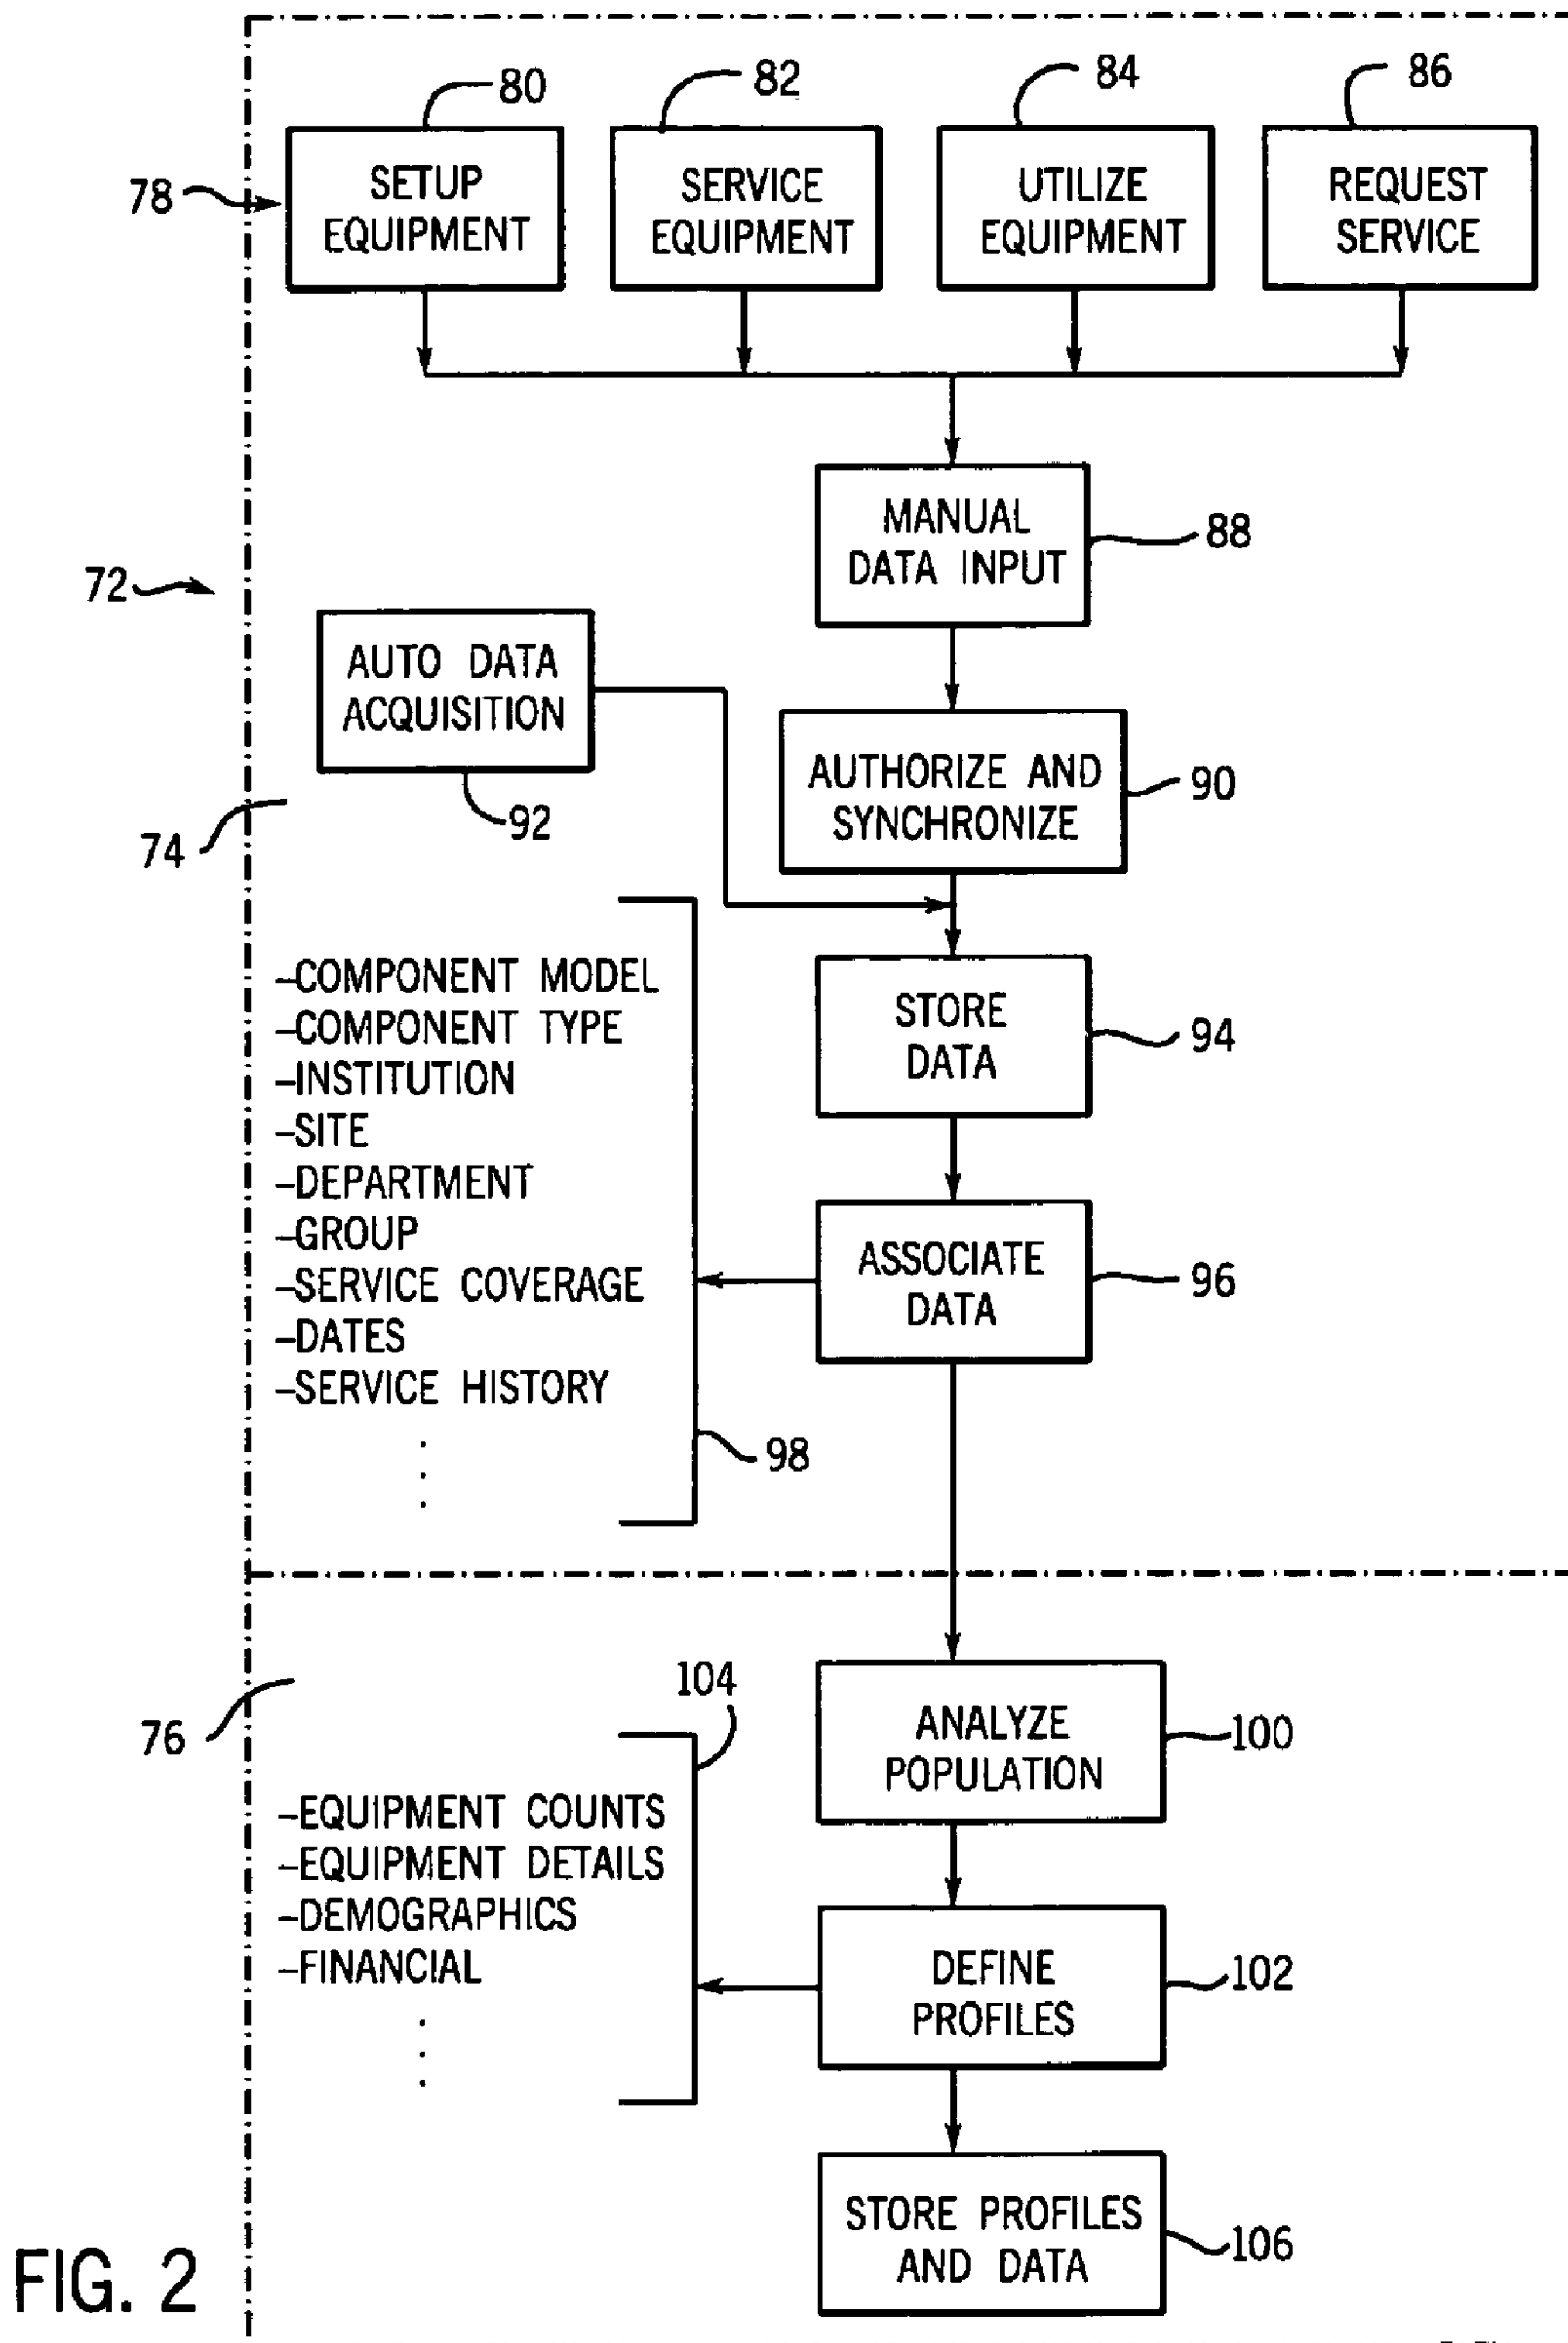 80
82
84
86
78
SETUP
EQUIPMENT
SERVICE
EQUIPMENT
UTILIZE
EQUIPMENT
REQUEST
SERVICE
MANUAL
DATA INPUT
88
72
AUTO DATA
ACQUISITION
92
AUTHORIZE AND
SYNCHRONIZE
90
74
-COMPONENT MODEL
-COMPONENT TYPE
-INSTITUTION
-SITE
-DEPARTMENT
-GROUP
-SERVICE COVERAGE
-DATES
-SERVICE HISTORY
.
.
.
98
STORE
DATA
94
ASSOCIATE
DATA
96
76
104
-EQUIPMENT COUNTS
-EQUIPMENT DETAILS
-DEMOGRAPHICS
-FINANCIAL
.
.
.
ANALYZE
POPULATION
100
DEFINE
PROFILES
102
STORE PROFILES
AND DATA
106
FIG. 2